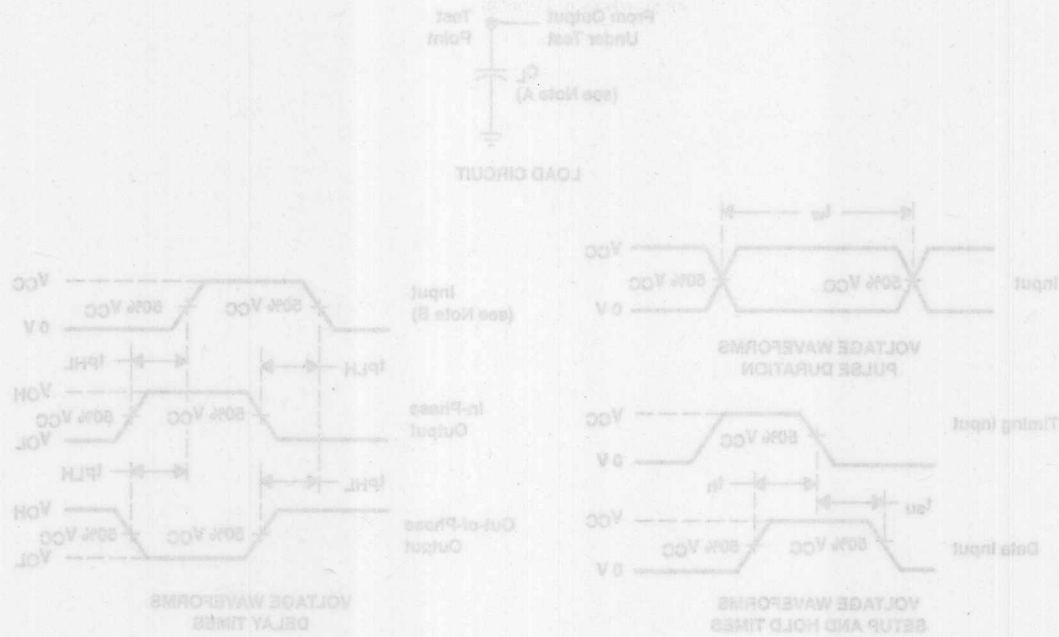 From Output
Under Test
Test
Point
CL
(see Note A)
LOAD CIRCUIT
Input
tw
VCC
50% VCC
50% VCC
0 V
VOLTAGE WAVEFORMS
PULSE DURATION
Timing Input
VCC
50% VCC
0 V
tsu
th
Data Input
VCC
50% VCC
50% VCC
0 V
VOLTAGE WAVEFORMS
SETUP AND HOLD TIMES
Input
(see Note B)
VCC
50% VCC
50% VCC
0 V
tPLH
tPHL
In-Phase
Output
VOH
50% VCC
50% VCC
VOL
tPHL
tPLH
Out-of-Phase
Output
VOH
50% VCC
50% VCC
VOL
VOLTAGE WAVEFORMS
DELAY TIMES